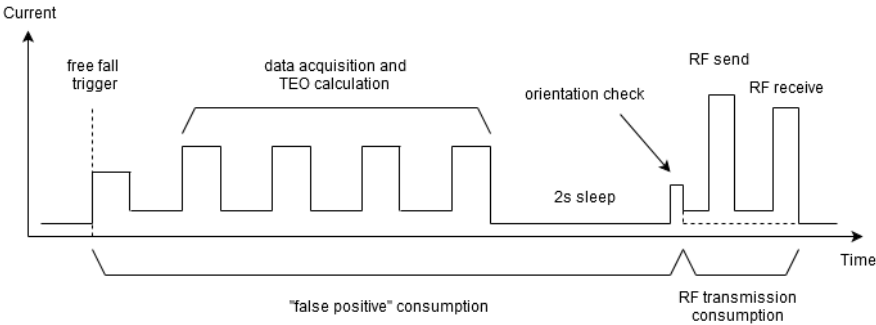 Current
free fall
trigger
data acquisition and
TEO calculation
orientation check
RF send
RF receive
2s sleep
Time
"false positive" consumption
RF transmission
consumption